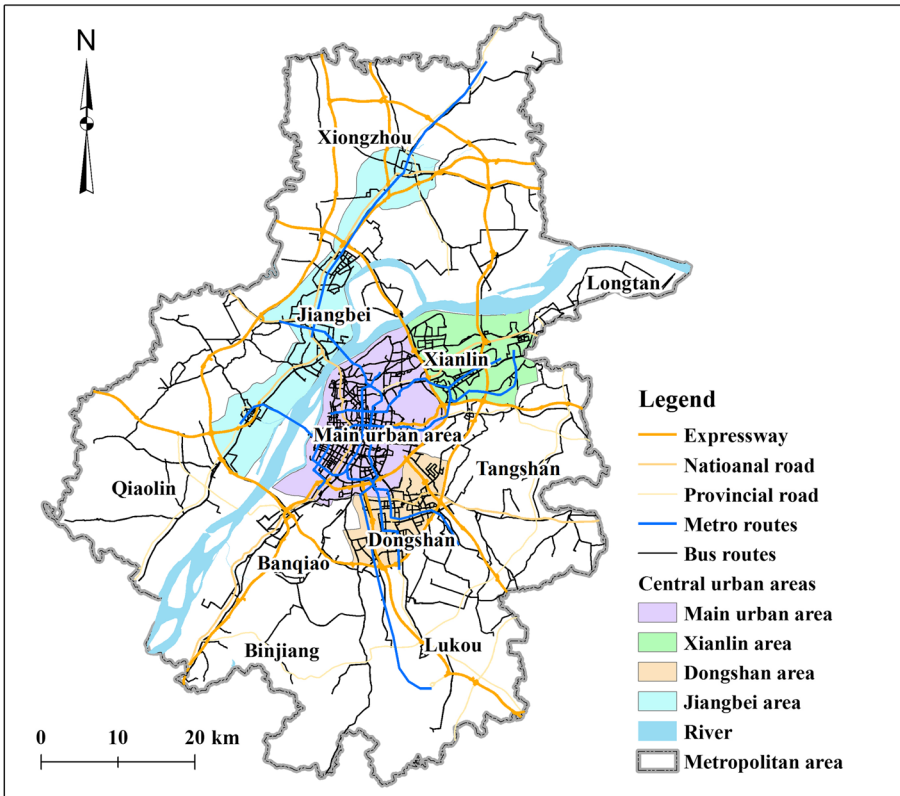 N
Xiongzhou
Longtan
Jiangbei
Xianlin
Main urban area
Tangshan
Qiaolin
Dongshan
Banqiao
Binjiang
Lukou
0 10 20 km
Legend
Expressway
Natioanal road
Provincial road
Metro routes
Bus routes
Central urban areas
Main urban area
Xianlin area
Dongshan area
Jiangbei area
River
Metropolitan area